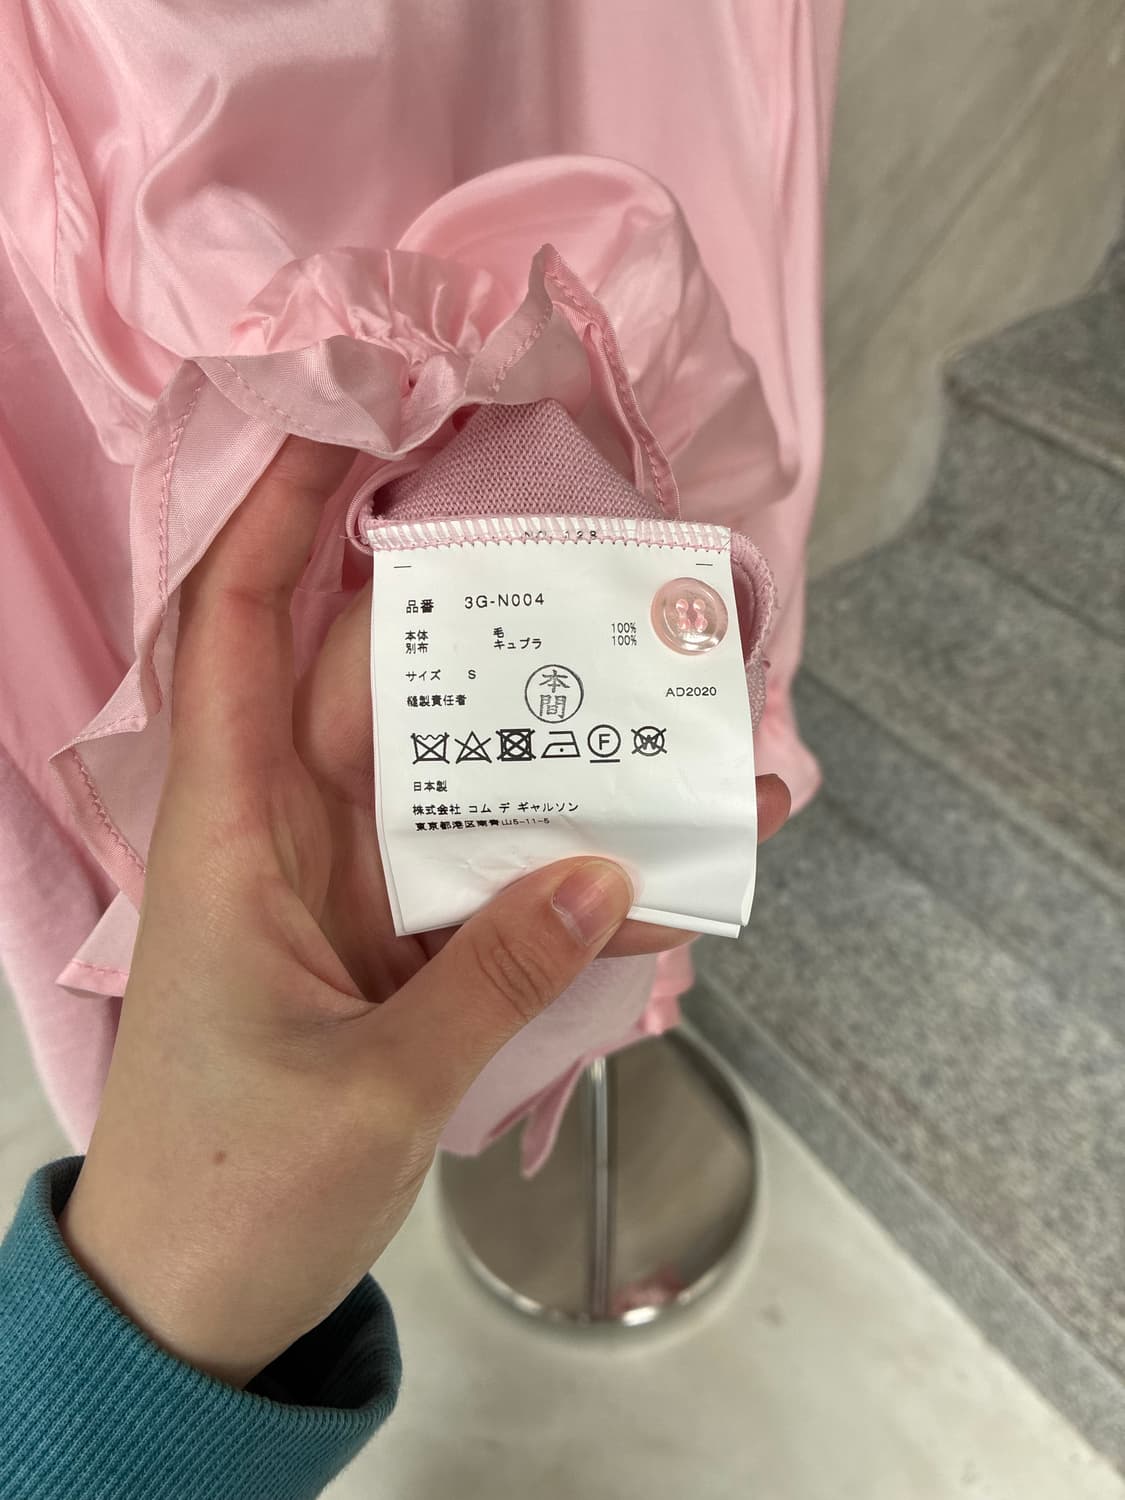 NO. 128
品番 3G-N004
本体 毛 100%
別布 キュプラ 100%
サイズ S
縫製責任者 本間 AD2020
F W
日本製
株式会社 コム デ ギャルソン
東京都港区南青山5-11-5